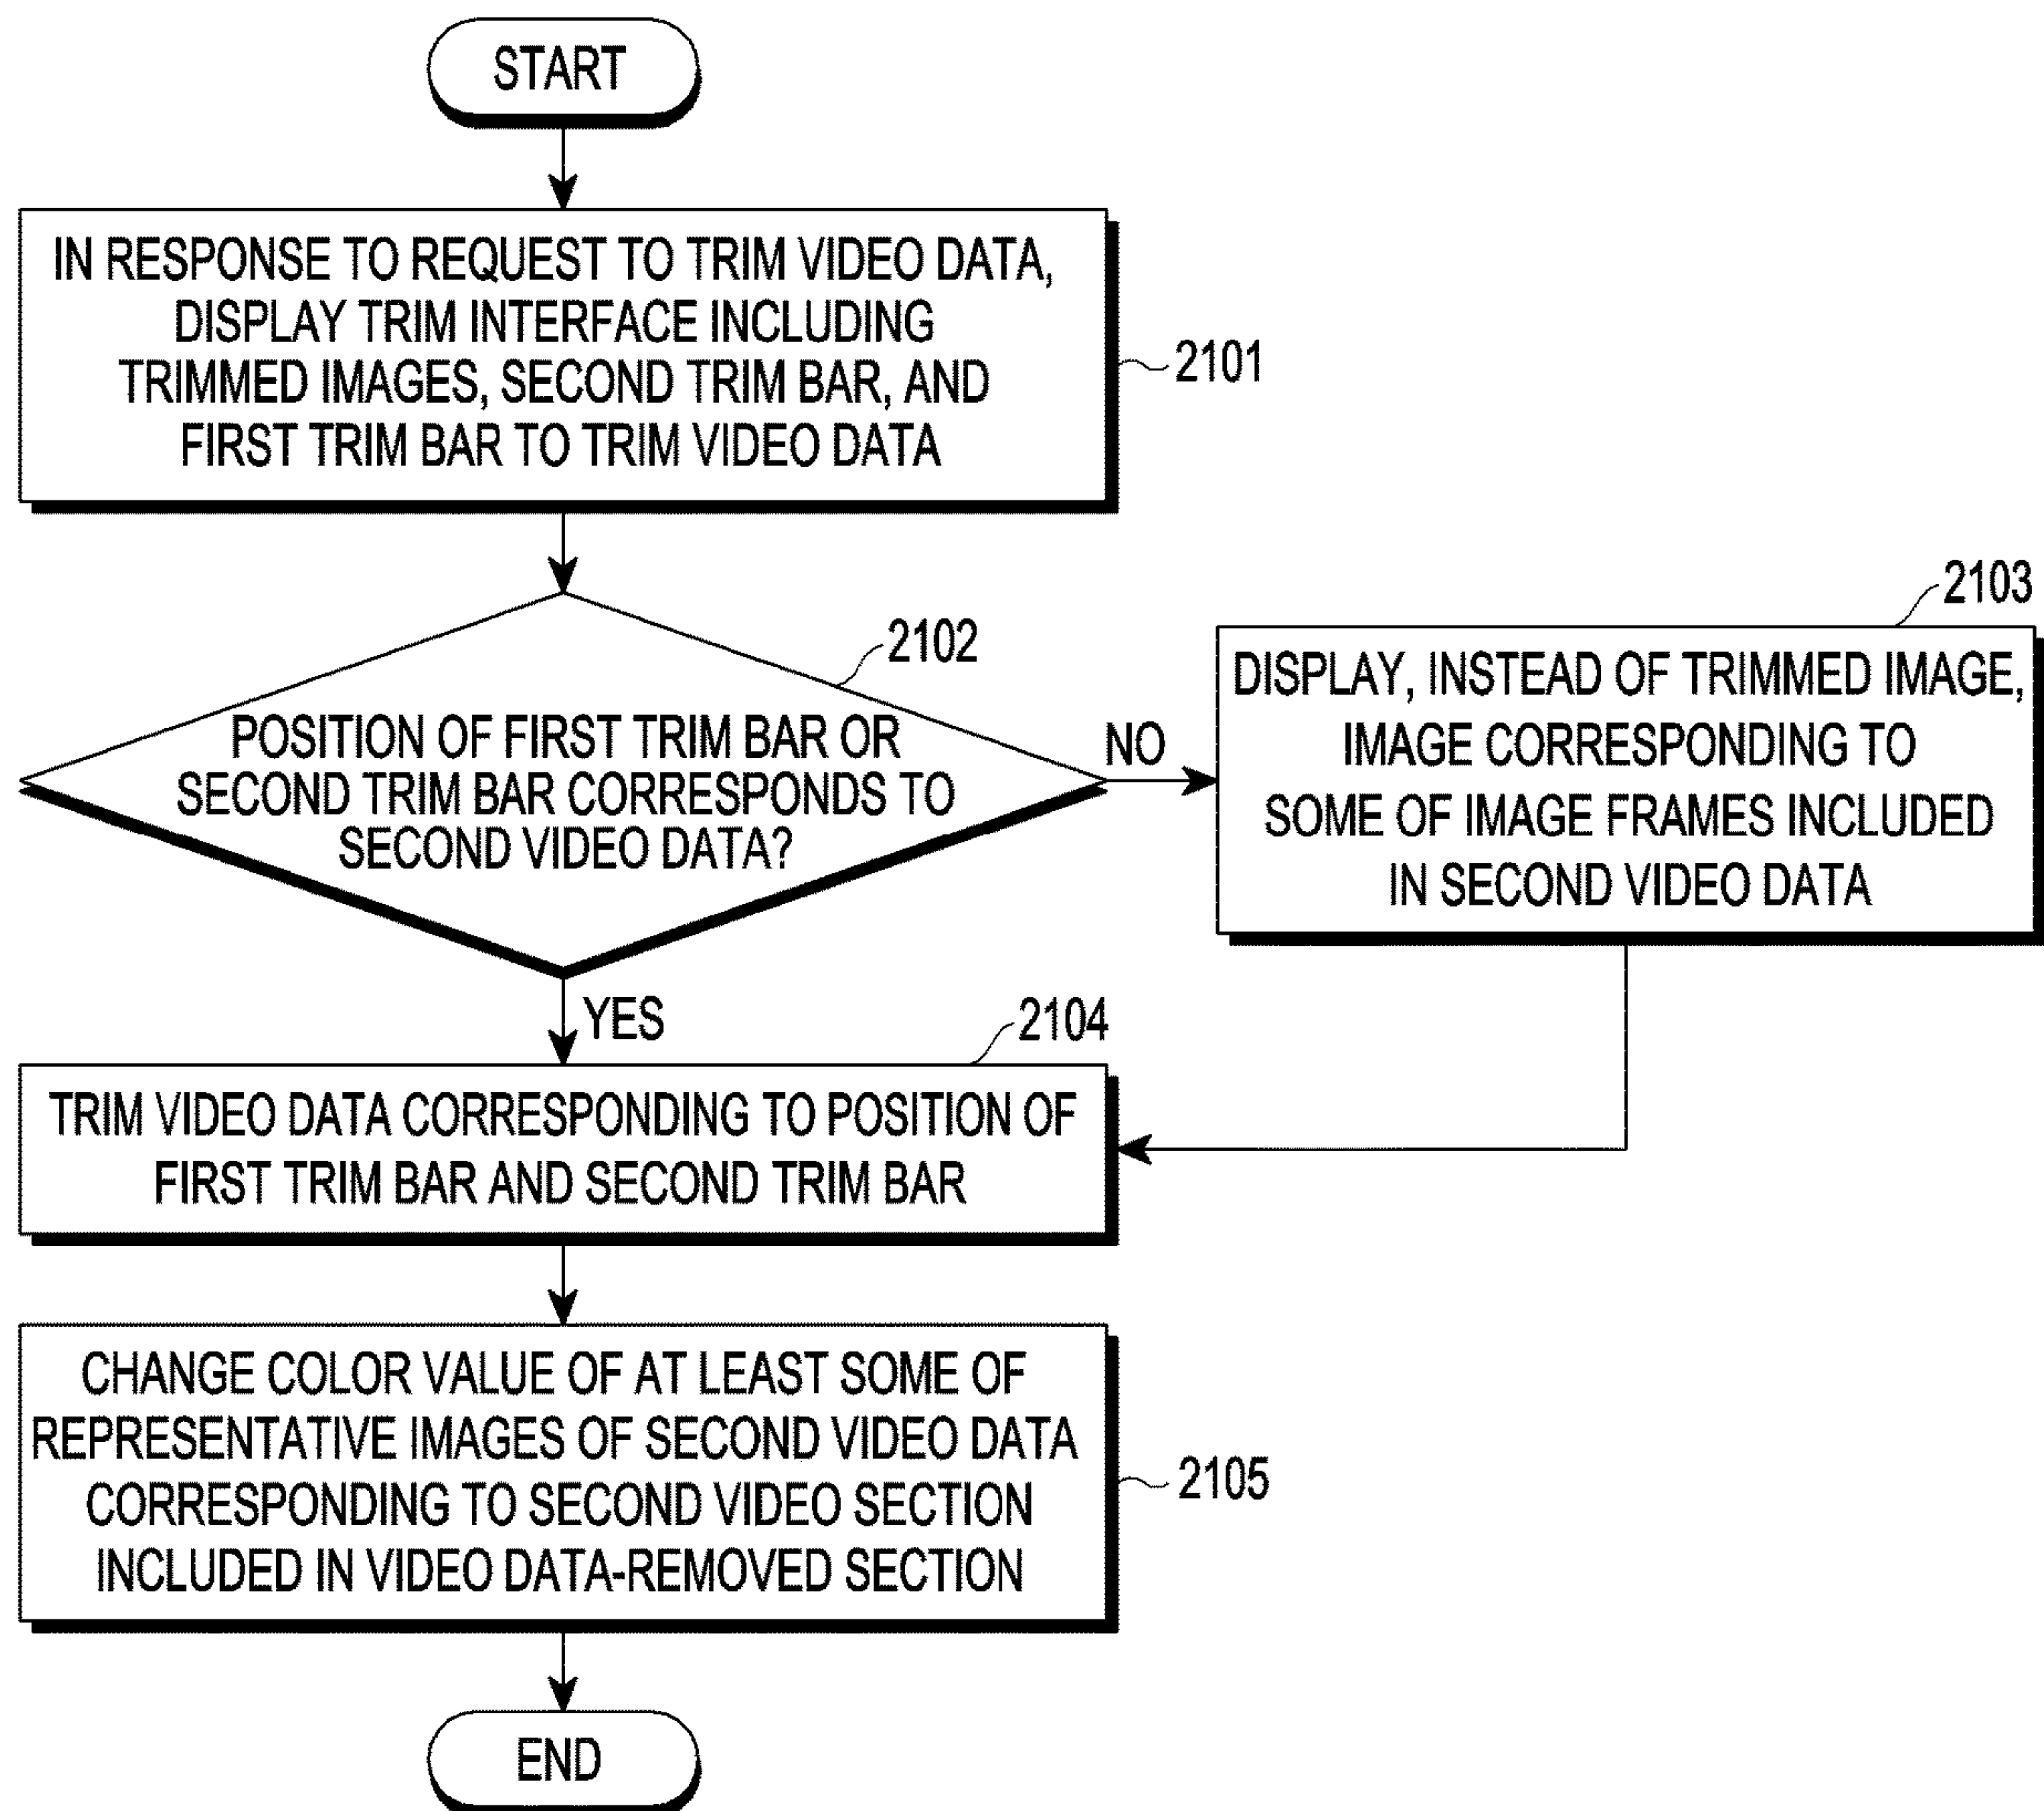 START
IN RESPONSE TO REQUEST TO TRIM VIDEO DATA,
DISPLAY TRIM INTERFACE INCLUDING
TRIMMED IMAGES, SECOND TRIM BAR, AND
FIRST TRIM BAR TO TRIM VIDEO DATA
2101
2102
POSITION OF FIRST TRIM BAR OR
SECOND TRIM BAR CORRESPONDS TO
SECOND VIDEO DATA?
NO
2103
DISPLAY, INSTEAD OF TRIMMED IMAGE,
IMAGE CORRESPONDING TO
SOME OF IMAGE FRAMES INCLUDED
IN SECOND VIDEO DATA
YES
2104
TRIM VIDEO DATA CORRESPONDING TO POSITION OF
FIRST TRIM BAR AND SECOND TRIM BAR
CHANGE COLOR VALUE OF AT LEAST SOME OF
REPRESENTATIVE IMAGES OF SECOND VIDEO DATA
CORRESPONDING TO SECOND VIDEO SECTION
INCLUDED IN VIDEO DATA-REMOVED SECTION
2105
END